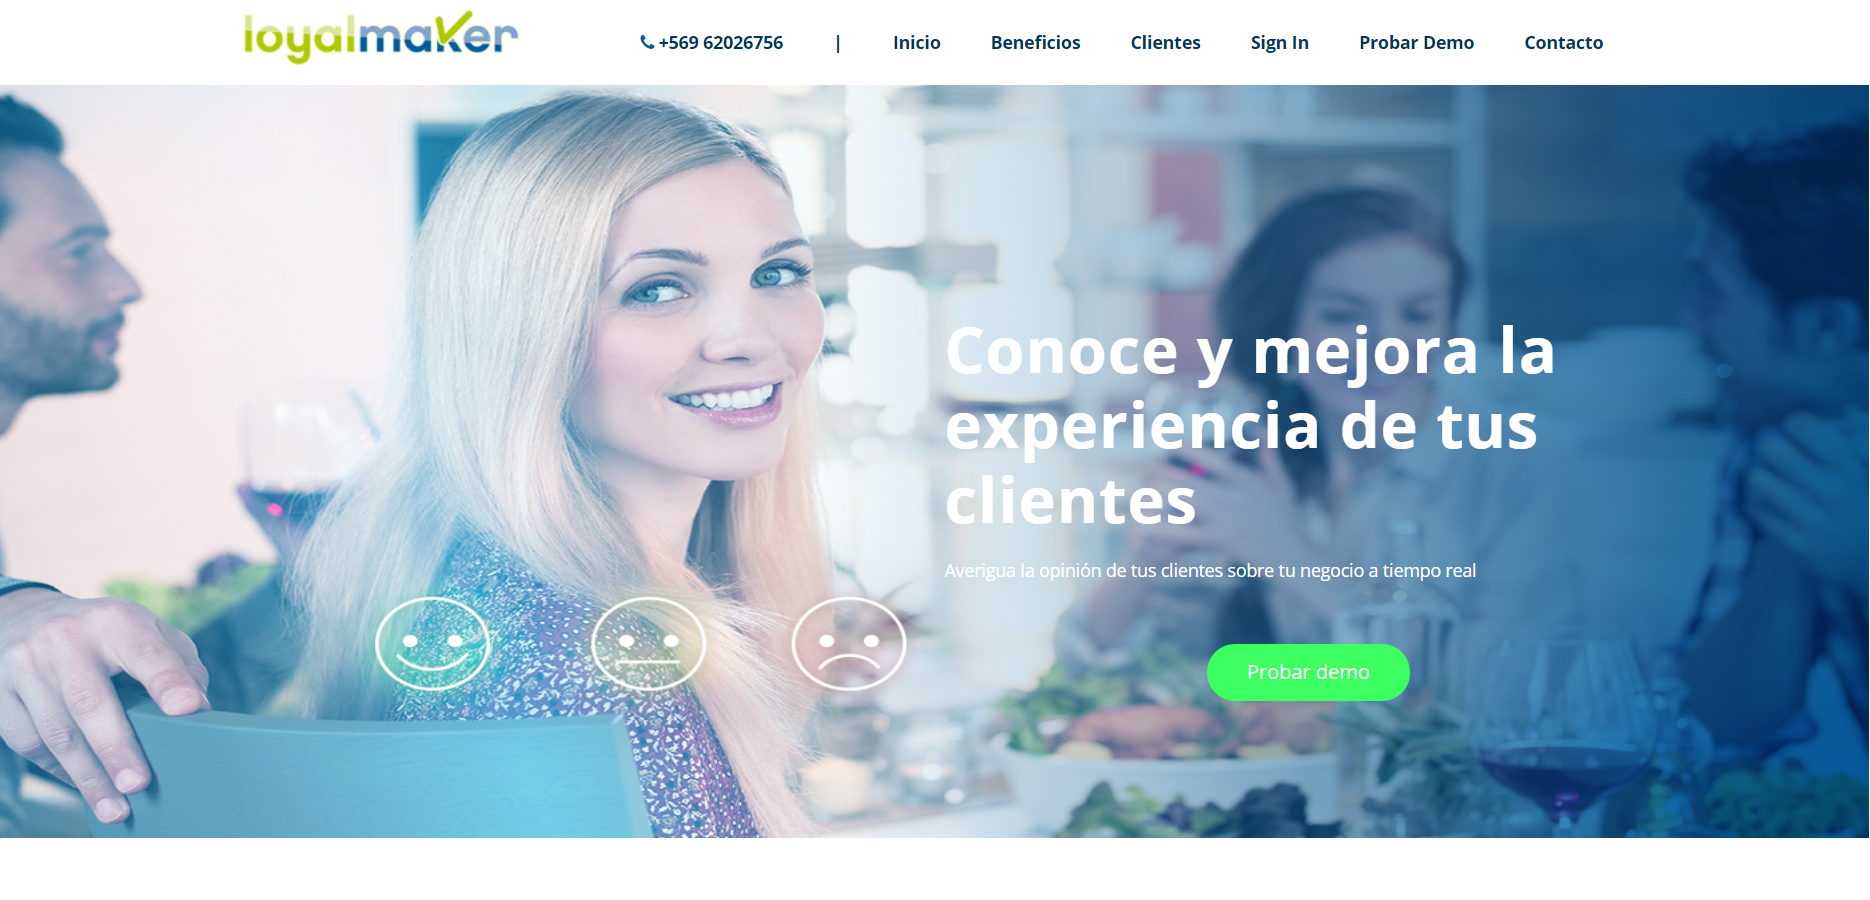 loyalmaker
+569 62026756 | Inicio Beneficios Clientes Sign In Probar Demo Contacto
Conoce y mejora la
experiencia de tus
clientes
Averigua la opinión de tus clientes sobre tu negocio a tiempo real
Probar demo